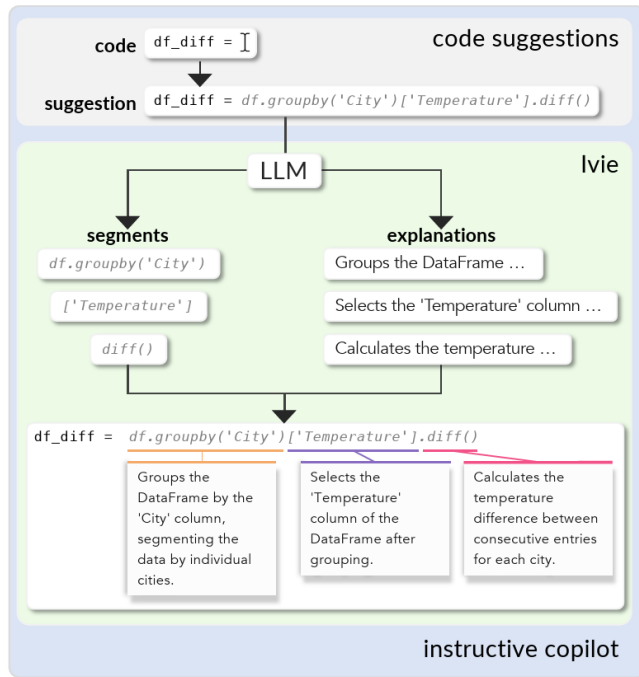 code suggestions
code
df_diff =
suggestion
df_diff = df.groupby('City')['Temperature'].diff()
Ivie
LLM
segments
explanations
df.groupby('City')
Groups the DataFrame ...
['Temperature']
Selects the 'Temperature' column ...
diff()
Calculates the temperature ...
df_diff = df.groupby('City')['Temperature'].diff()
Groups the
DataFrame by the
'City' column,
segmenting the
data by individual
cities.
Selects the
'Temperature'
column of the
DataFrame after
grouping.
Calculates the
temperature
difference between
consecutive entries
for each city.
instructive copilot